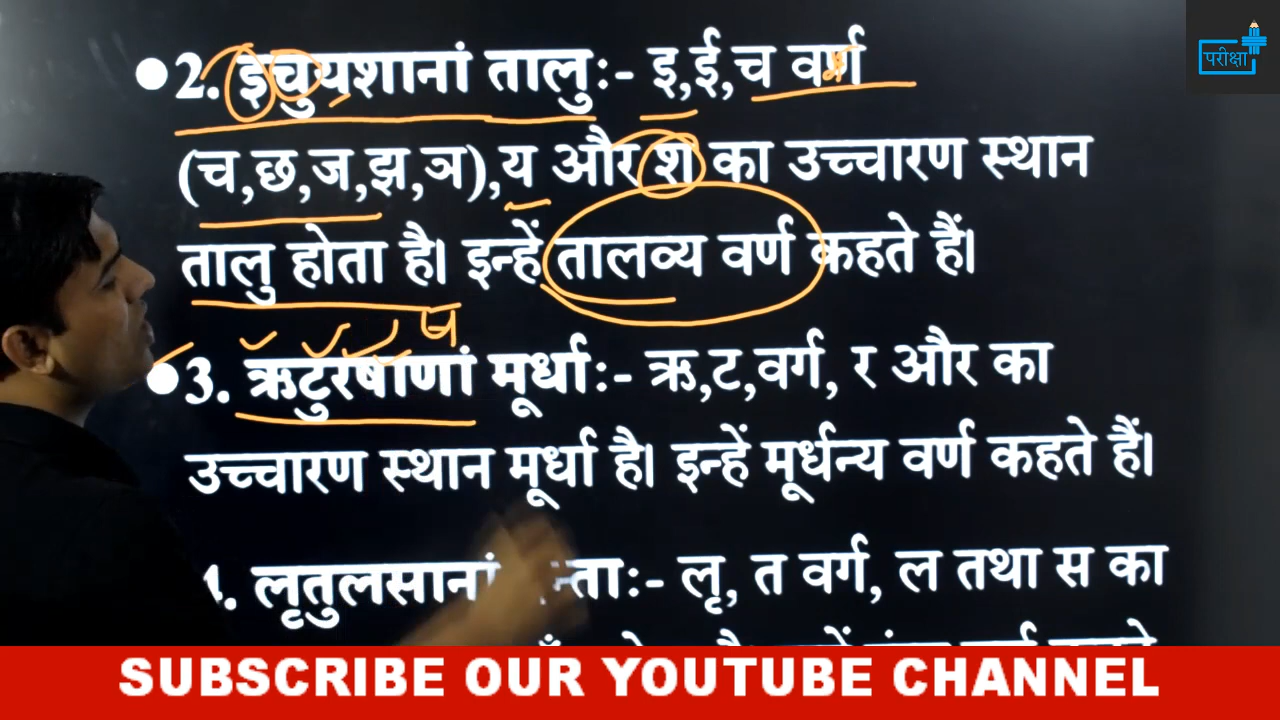 परीक्षा
2. इचुयशानां तालुः- इ,ई,च वर्ण
(च,छ,ज,झ,ञ),य और श का उच्चारण स्थान
तालु होता है। इन्हें तालव्य वर्ण कहते हैं।
ष
3. ऋटुरषाणां मूर्धाः- ऋ,ट,वर्ग, र और का
उच्चारण स्थान मूर्धा है। इन्हें मूर्धन्य वर्ण कहते हैं।
लृतुलसानां लृ, त वर्ग, ल तथा स का
SUBSCRIBE OUR YOUTUBE CHANNEL